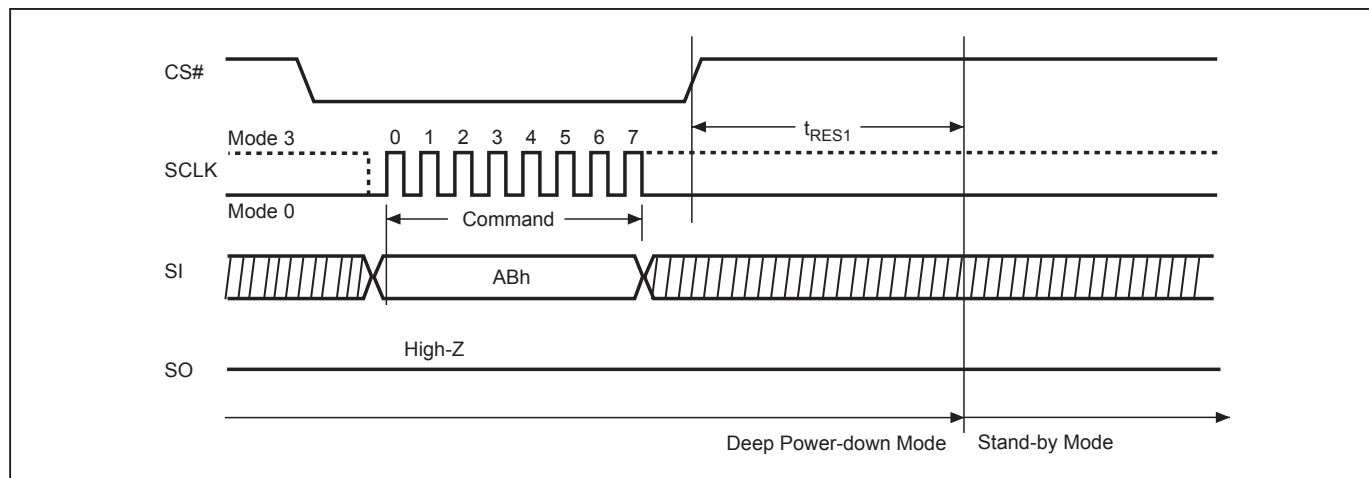 CS#
tRES1
Mode 3
0 1 2 3 4 5 6 7
SCLK
Mode 0
Command
SI
ABh
High-Z
SO
Deep Power-down Mode
Stand-by Mode